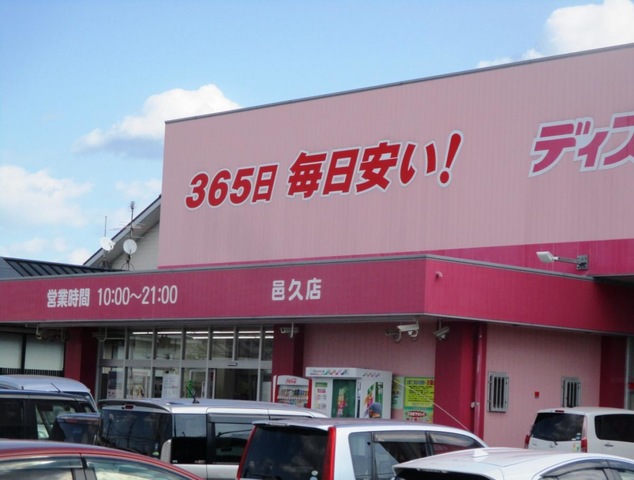 365日 毎日安い!
ディス
営業時間 10:00～21:00
邑久店